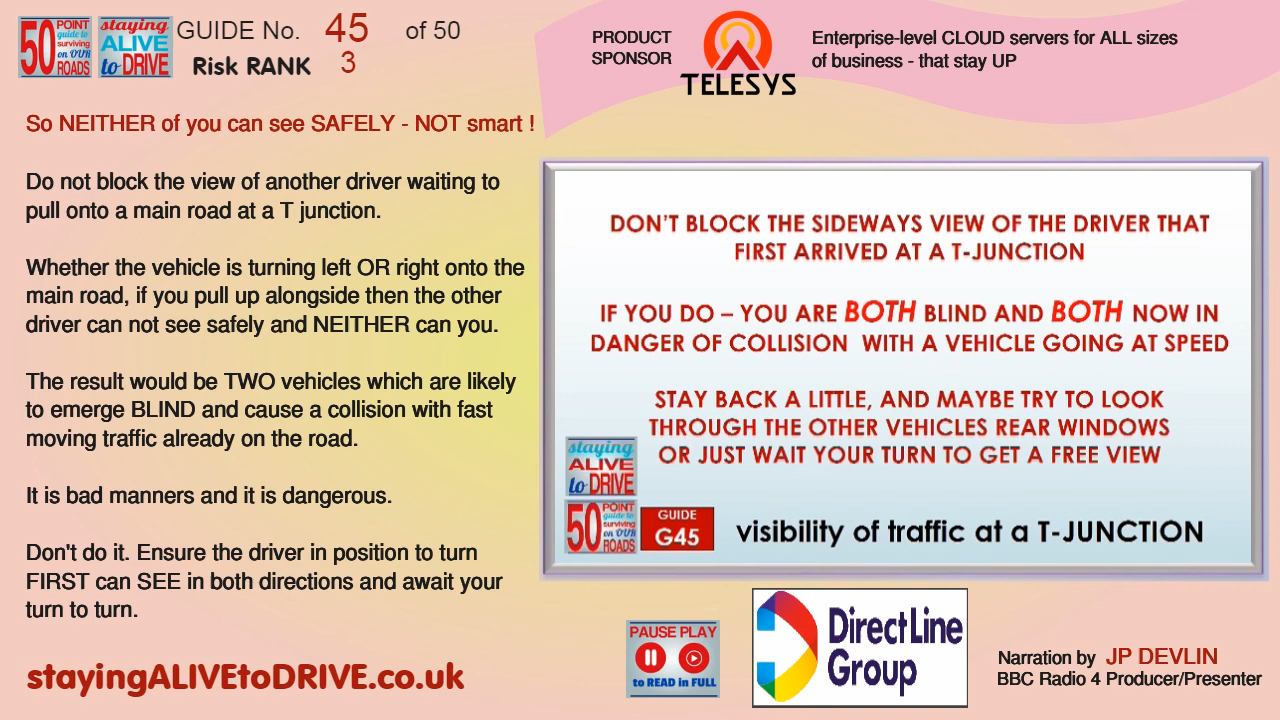 50 POINT
guide to
surviving
on OUR
ROADS
staying
ALIVE
to DRIVE
GUIDE No. 45 of 50
Risk RANK 3
PRODUCT
SPONSOR
TELESYS
Enterprise-level CLOUD servers for ALL sizes
of business - that stay UP
So NEITHER of you can see SAFELY - NOT smart !
Do not block the view of another driver waiting to
pull onto a main road at a T junction.
Whether the vehicle is turning left OR right onto the
main road, if you pull up alongside then the other
driver can not see safely and NEITHER can you.
The result would be TWO vehicles which are likely
to emerge BLIND and cause a collision with fast
moving traffic already on the road.
It is bad manners and it is dangerous.
Don't do it. Ensure the driver in position to turn
FIRST can SEE in both directions and await your
turn to turn.
stayingALIVEtoDRIVE.co.uk
DON'T BLOCK THE SIDEWAYS VIEW OF THE DRIVER THAT
FIRST ARRIVED AT A T-JUNCTION
IF YOU DO – YOU ARE BOTH BLIND AND BOTH NOW IN
DANGER OF COLLISION WITH A VEHICLE GOING AT SPEED
STAY BACK A LITTLE, AND MAYBE TRY TO LOOK
THROUGH THE OTHER VEHICLES REAR WINDOWS
OR JUST WAIT YOUR TURN TO GET A FREE VIEW
staying
ALIVE
to DRIVE
50 POINT
guide to
surviving
on OUR
ROADS
GUIDE
G45
visibility of traffic at a T-JUNCTION
PAUSE PLAY
to READ in FULL
Direct Line
Group
Narration by JP DEVLIN
BBC Radio 4 Producer/Presenter